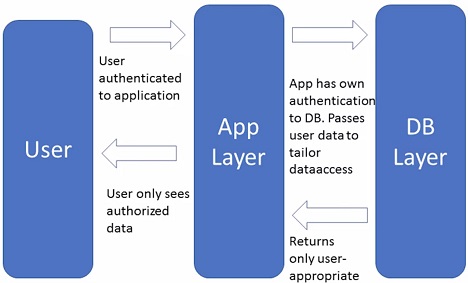 User
User
authenticated
to application
User only sees
authorized
data
App
Layer
App has own
authentication
to DB. Passes
user data to
tailor
dataaccess
Returns
only user-
appropriate
DB
Layer